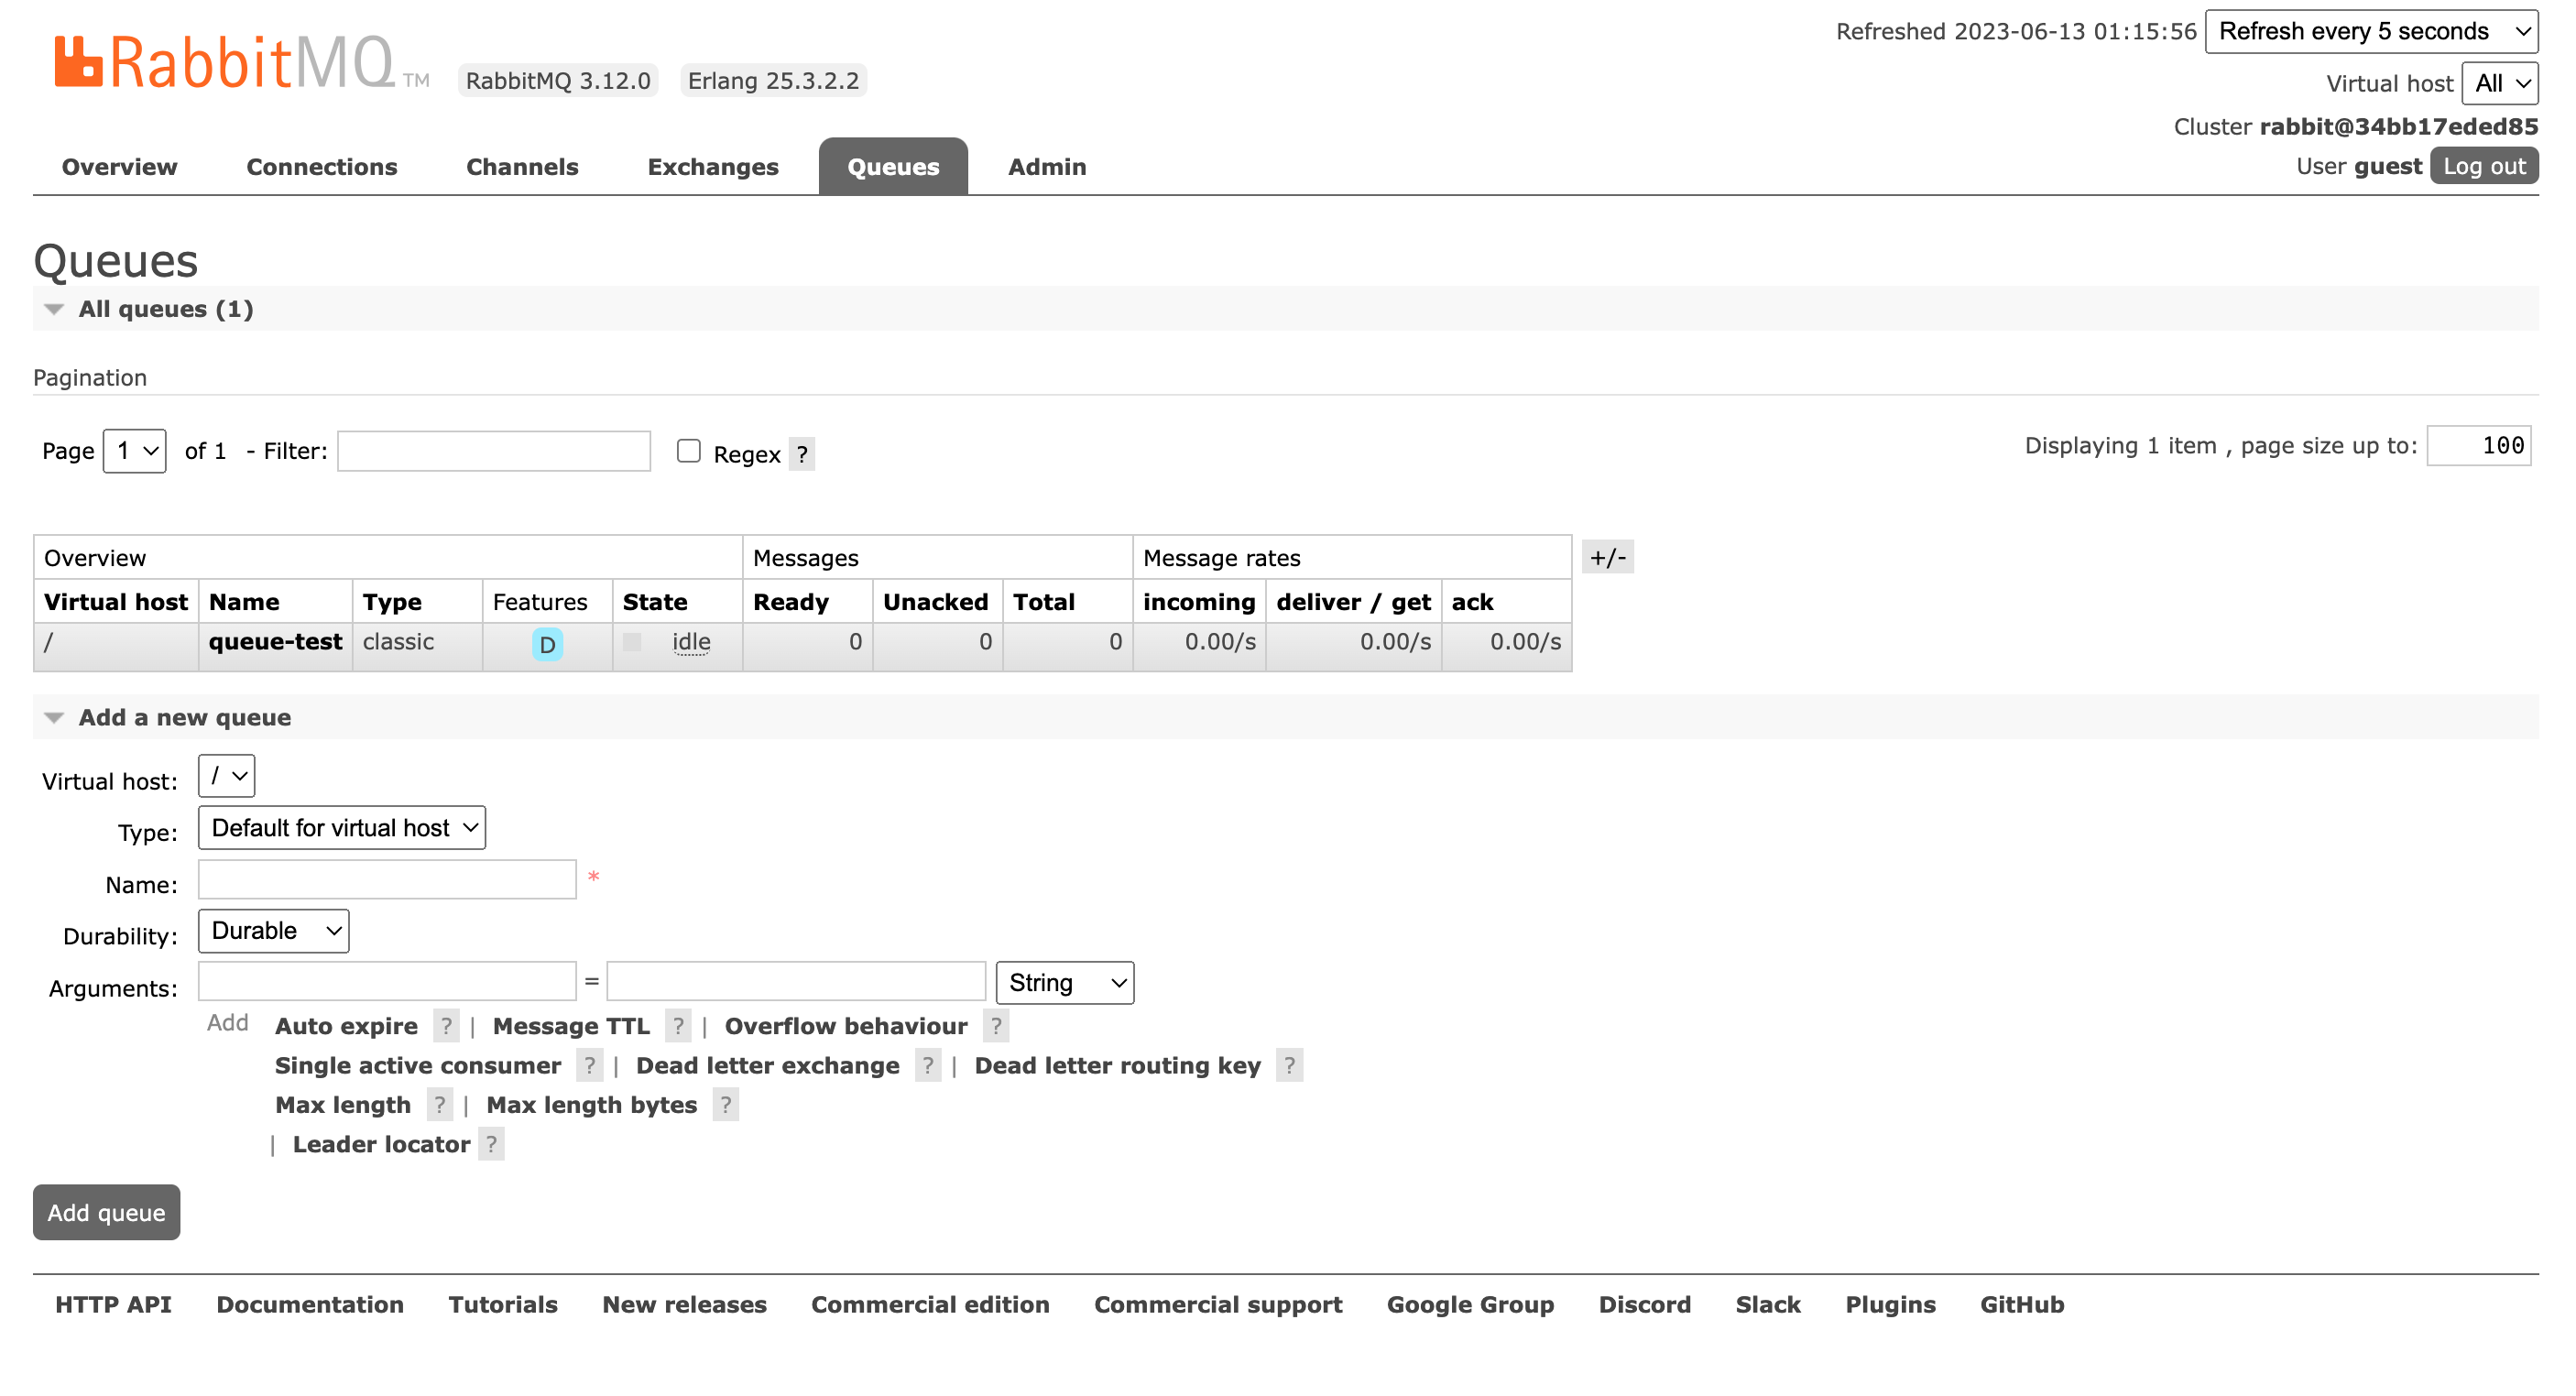 Refreshed 2023-06-13 01:15:56 Refresh every 5 seconds
RabbitMQ TM RabbitMQ 3.12.0 Erlang 25.3.2.2
Virtual host All
Cluster rabbit@34bb17eded85
User guest Log out
Overview Connections Channels Exchanges Queues Admin
Queues
All queues (1)
Pagination
Page 1 of 1 - Filter: Regex ? Displaying 1 item , page size up to: 100
Overview Messages Message rates +/-
Virtual host Name Type Features State Ready Unacked Total incoming deliver / get ack
/ queue-test classic D idle 0 0 0 0.00/s 0.00/s 0.00/s
Add a new queue
Virtual host: /
Type: Default for virtual host
Name: *
Durability: Durable
Arguments: = String
Add Auto expire ? | Message TTL ? | Overflow behaviour ?
Single active consumer ? | Dead letter exchange ? | Dead letter routing key ?
Max length ? | Max length bytes ?
| Leader locator ?
Add queue
HTTP API Documentation Tutorials New releases Commercial edition Commercial support Google Group Discord Slack Plugins GitHub